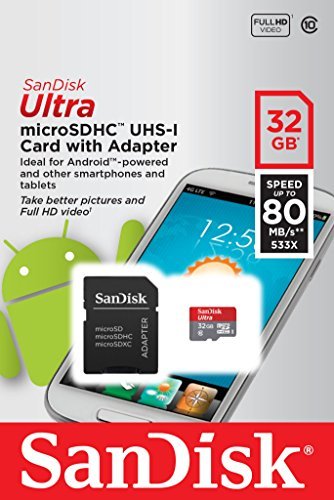 FULL HD
VIDEO
10
SanDisk
Ultra
microSDHC™ UHS-I
Card with Adapter
Ideal for Android™-powered
and other smartphones and
tablets
Take better pictures and
Full HD video¹
32
GB*
SPEED
UP TO
80
MB/s**
533X
4G LTE
12:5
SanDisk
microSD
microSDHC
microSDXC
ADAPTER
SanDisk
Ultra
32GB
SanDisk